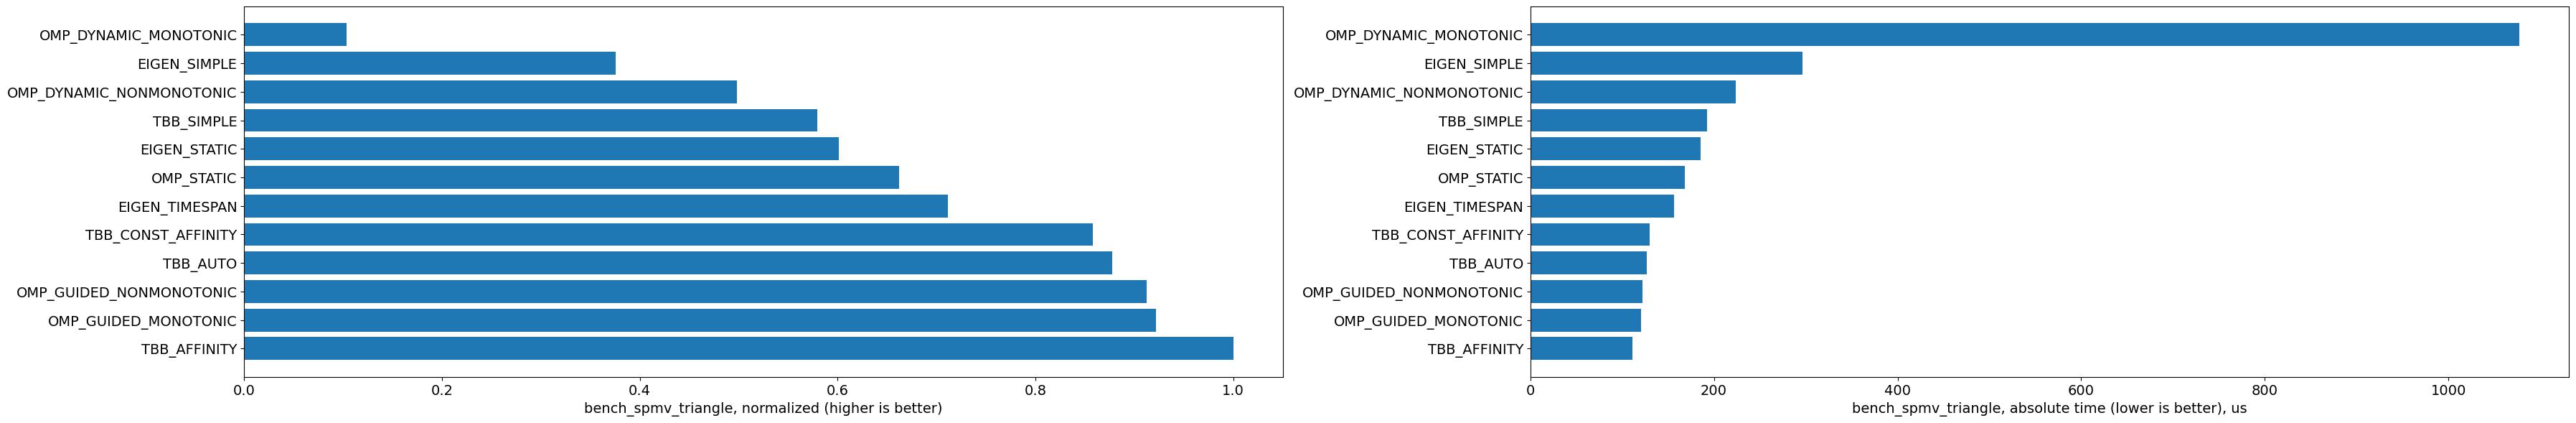 OMP_DYNAMIC_MONOTONIC
EIGEN_SIMPLE
OMP_DYNAMIC_NONMONOTONIC
TBB_SIMPLE
EIGEN_STATIC
OMP_STATIC
EIGEN_TIMESPAN
TBB_CONST_AFFINITY
TBB_AUTO
OMP_GUIDED_NONMONOTONIC
OMP_GUIDED_MONOTONIC
TBB_AFFINITY
0.0 0.2 0.4 0.6 0.8 1.0
bench_spmv_triangle, normalized (higher is better)
OMP_DYNAMIC_MONOTONIC
EIGEN_SIMPLE
OMP_DYNAMIC_NONMONOTONIC
TBB_SIMPLE
EIGEN_STATIC
OMP_STATIC
EIGEN_TIMESPAN
TBB_CONST_AFFINITY
TBB_AUTO
OMP_GUIDED_NONMONOTONIC
OMP_GUIDED_MONOTONIC
TBB_AFFINITY
0 200 400 600 800 1000
bench_spmv_triangle, absolute time (lower is better), us